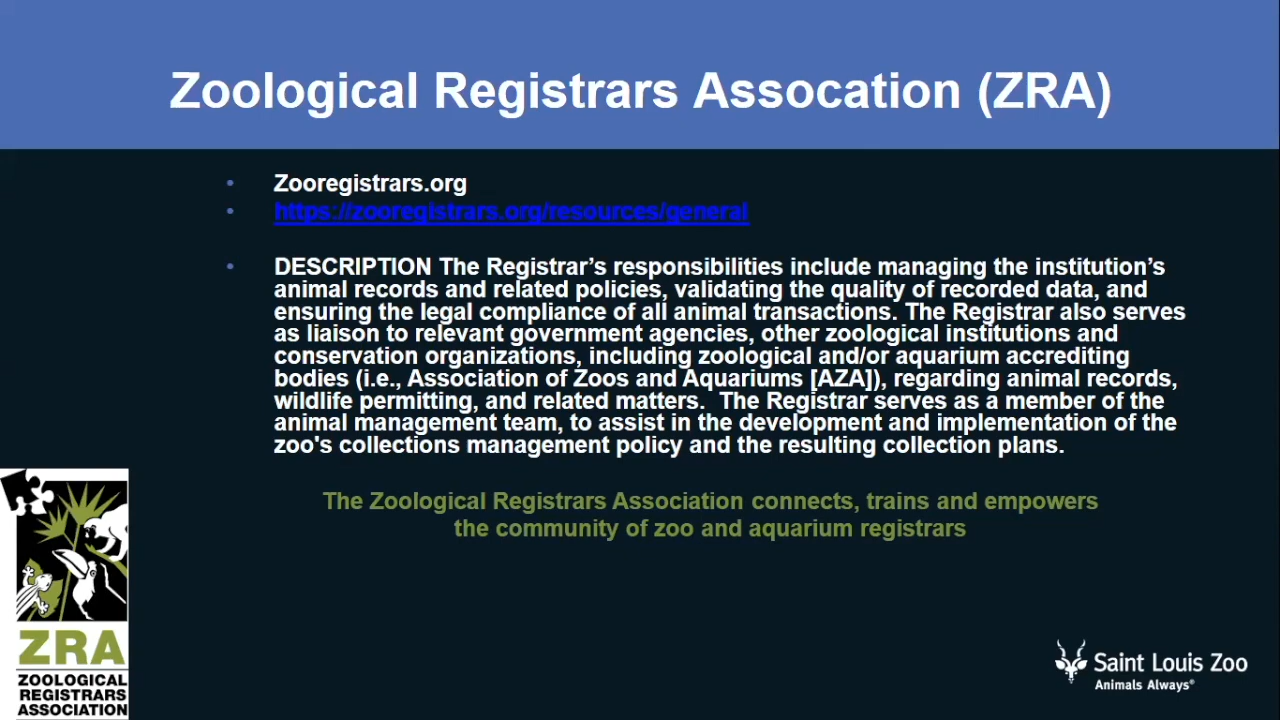 Zoological Registrars Assocation (ZRA)
• Zooregistrars.org
• https://zooregistrars.org/resources/general
• DESCRIPTION The Registrar’s responsibilities include managing the institution’s
animal records and related policies, validating the quality of recorded data, and
ensuring the legal compliance of all animal transactions. The Registrar also serves
as liaison to relevant government agencies, other zoological institutions and
conservation organizations, including zoological and/or aquarium accrediting
bodies (i.e., Association of Zoos and Aquariums [AZA]), regarding animal records,
wildlife permitting, and related matters.  The Registrar serves as a member of the
animal management team, to assist in the development and implementation of the
zoo's collections management policy and the resulting collection plans.
The Zoological Registrars Association connects, trains and empowers
the community of zoo and aquarium registrars
ZRA
ZOOLOGICAL
REGISTRARS
ASSOCIATION
Saint Louis Zoo
Animals Always®